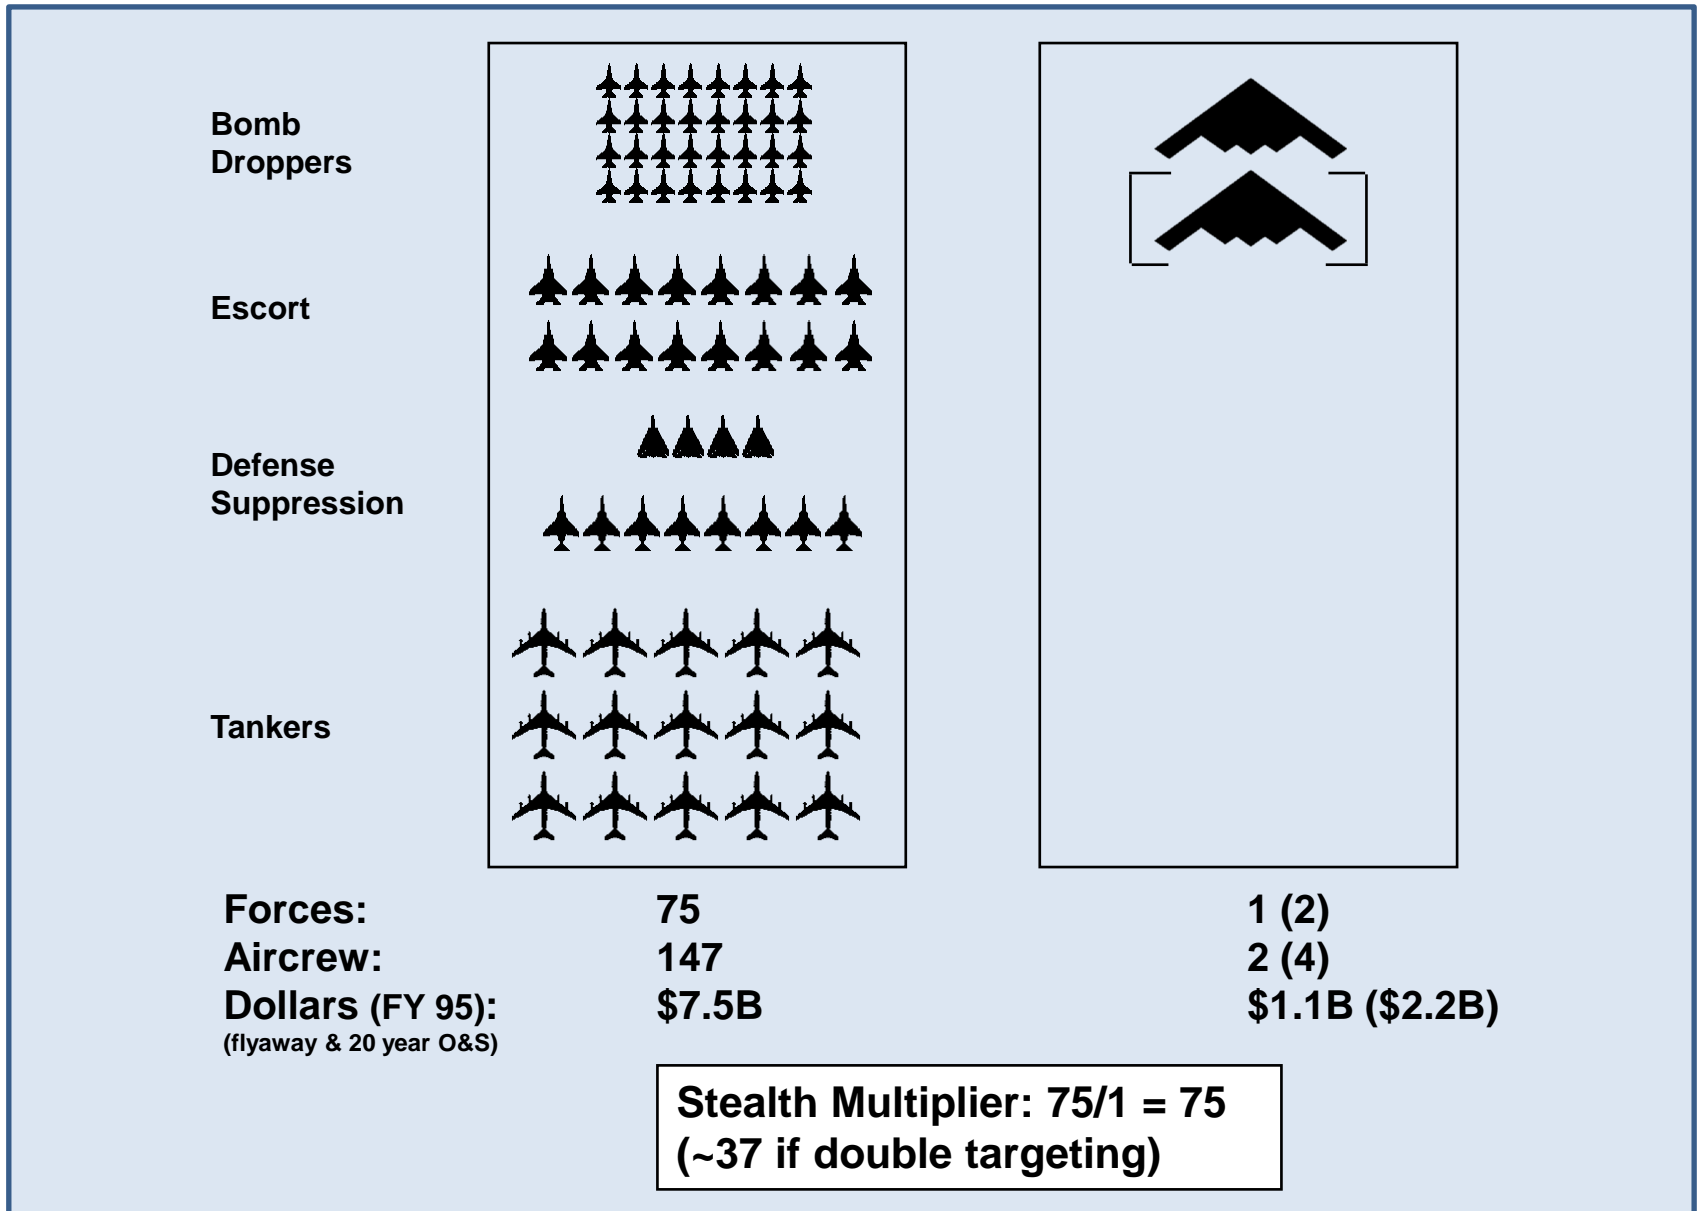 Bomb
Droppers
Escort
Defense
Suppression
Tankers
Forces: 75 1 (2)
Aircrew: 147 2 (4)
Dollars (FY 95): $7.5B $1.1B ($2.2B)
(flyaway & 20 year O&S)
Stealth Multiplier: 75/1 = 75
(~37 if double targeting)